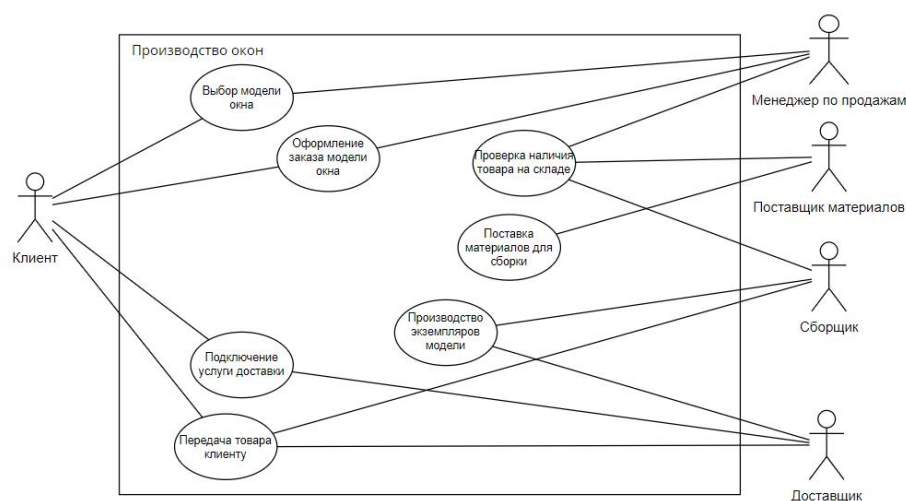 Производство окон
Выбор модели
окна
Менеджер по продажам
Оформление
заказа модели
окна
Проверка наличия
товара на складе
Поставщик материалов
Клиент
Поставка
материалов для
сборки
Производство
экземпляров
модели
Сборщик
Подключение
услуги доставки
Передача товара
клиенту
Доставщик